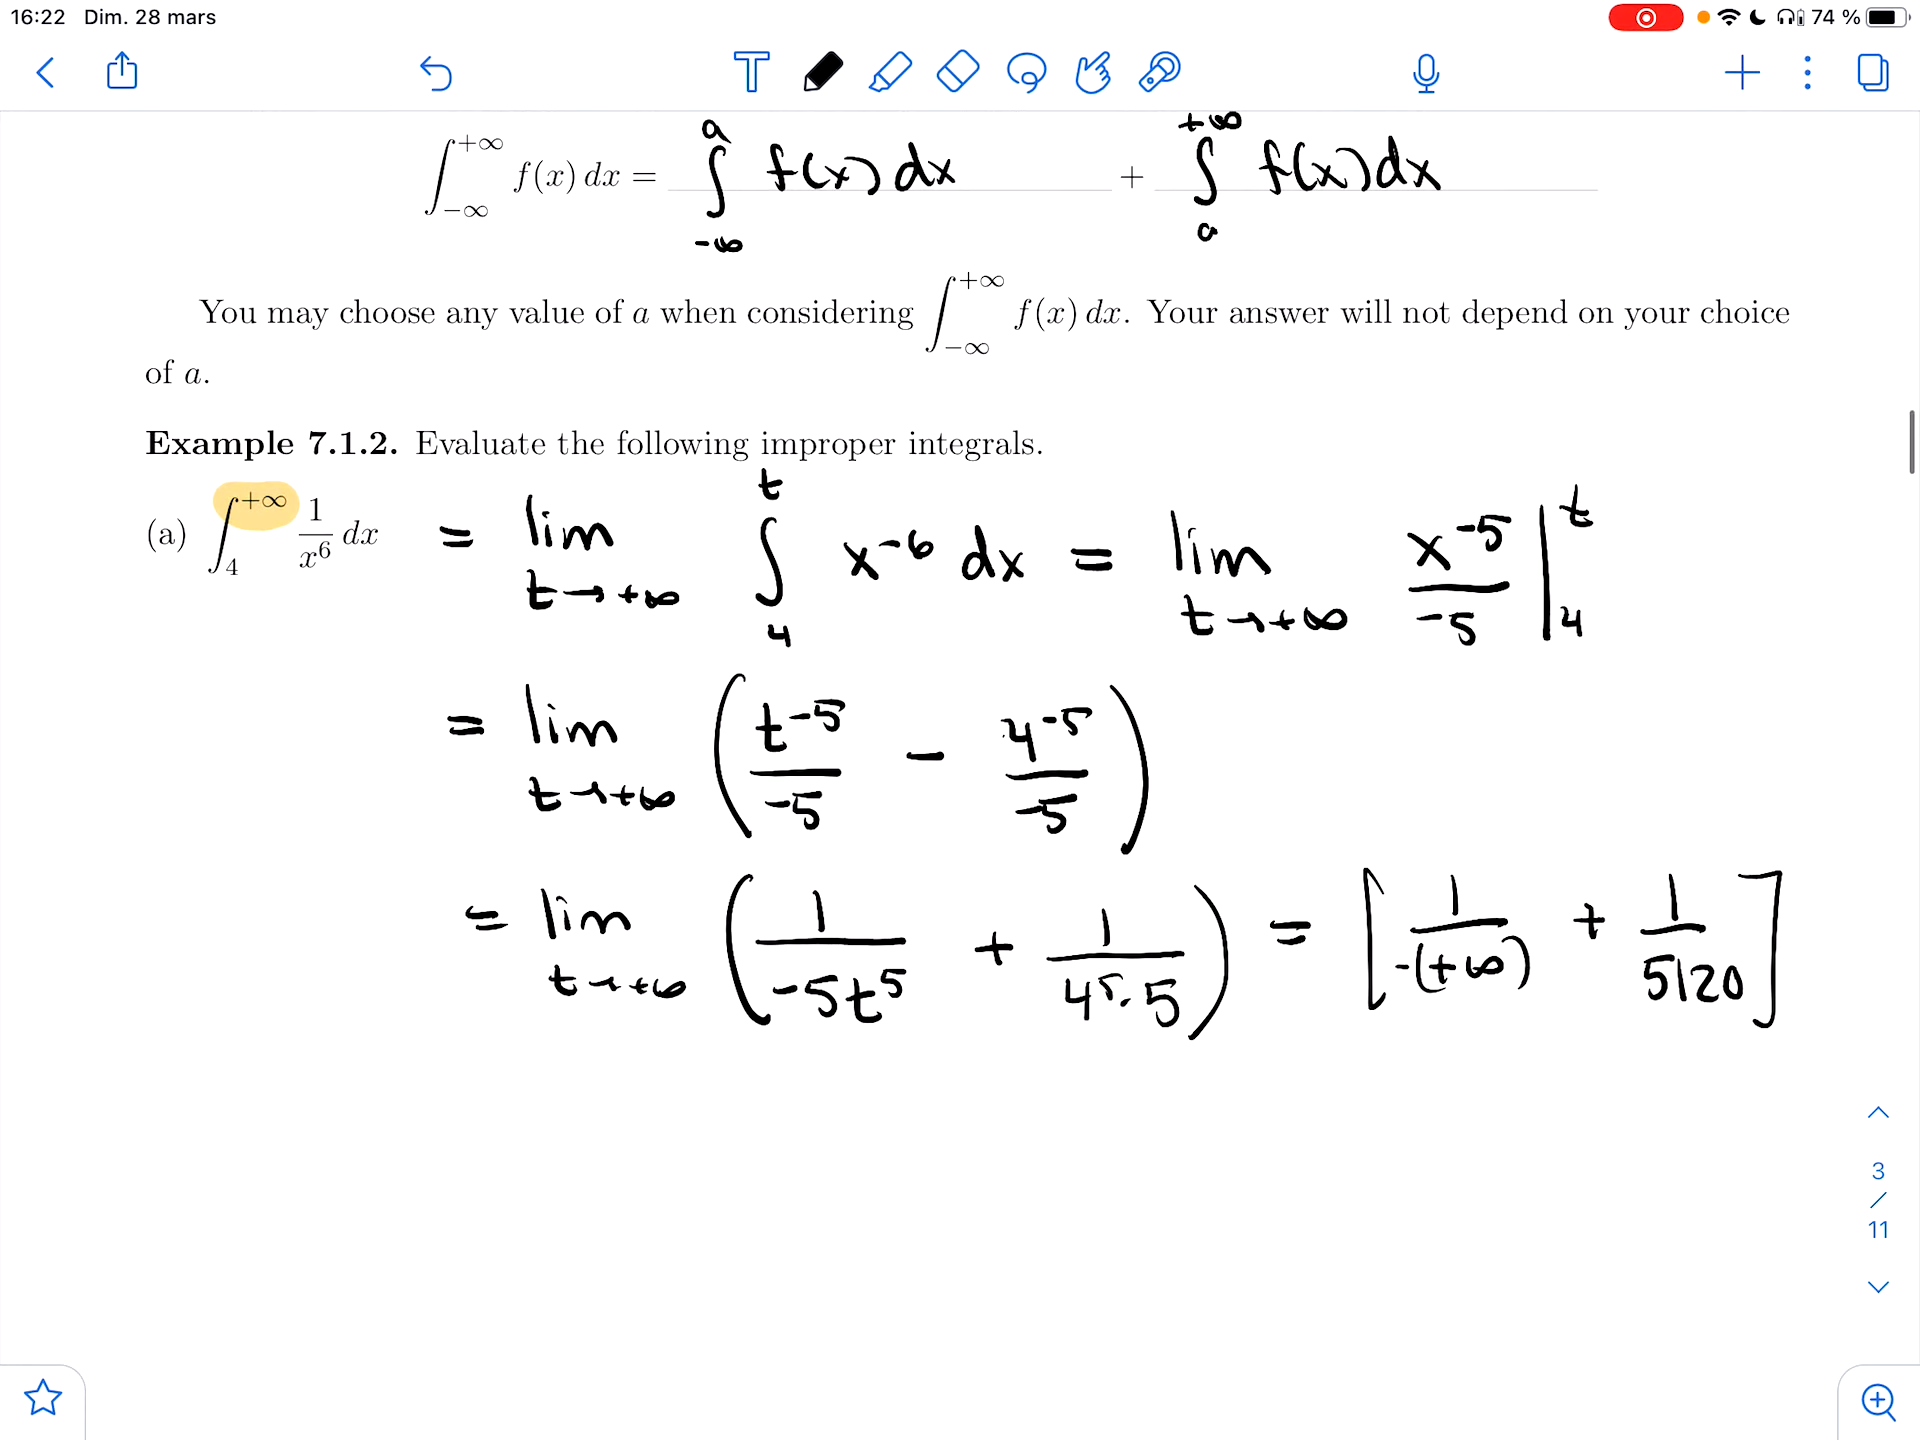 16:22 Dim. 28 mars 74 %
∫_{-∞}^{+∞} f(x) dx = ∫_{-∞}^{a} f(x) dx + ∫_{a}^{+∞} f(x) dx
You may choose any value of a when considering ∫_{-∞}^{+∞} f(x) dx. Your answer will not depend on your choice
of a.
Example 7.1.2. Evaluate the following improper integrals.
(a) ∫_{4}^{+∞} 1/x^6 dx = lim_{t→+∞} ∫_{4}^{t} x^{-6} dx = lim_{t→+∞} x^{-5}/-5 |_{4}^{t}
= lim_{t→+∞} (t^{-5}/-5 - 4^{-5}/-5)
= lim_{t→+∞} (1/-5t^5 + 1/4^5·5) = [1/-(+∞) + 1/5120]
3
/
11